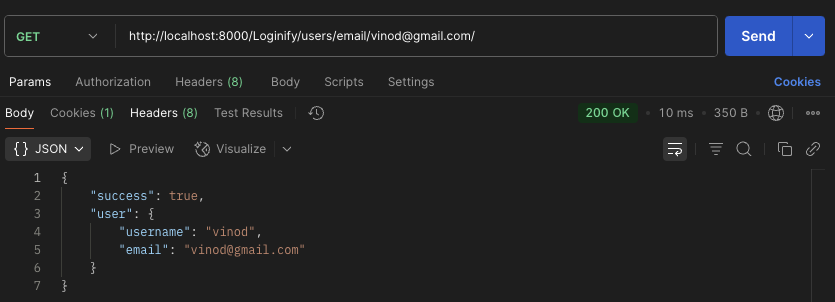 GET http://localhost:8000/Loginify/users/email/vinod@gmail.com/ Send
Params Authorization Headers (8) Body Scripts Settings Cookies
Body Cookies (1) Headers (8) Test Results 200 OK • 10 ms • 350 B •
{} JSON Preview Visualize
1 {
2 "success": true,
3 "user": {
4 "username": "vinod",
5 "email": "vinod@gmail.com"
6 }
7 }